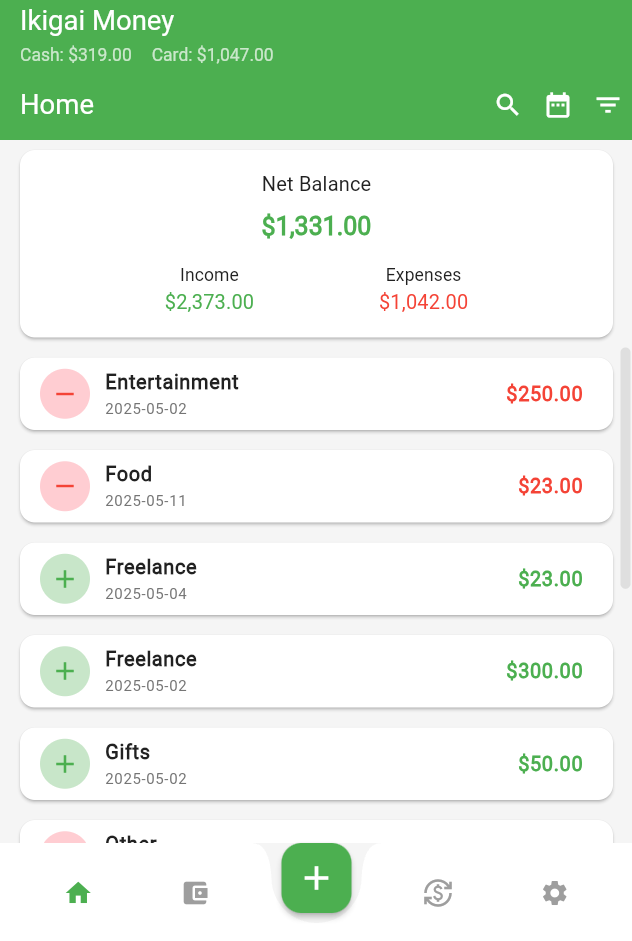 Ikigai Money
Cash: $319.00 Card: $1,047.00
Home
Net Balance
$1,331.00
Income Expenses
$2,373.00 $1,042.00
Entertainment
2025-05-02
$250.00
Food
2025-05-11
$23.00
Freelance
2025-05-04
$23.00
Freelance
2025-05-02
$300.00
Gifts
2025-05-02
$50.00
Other